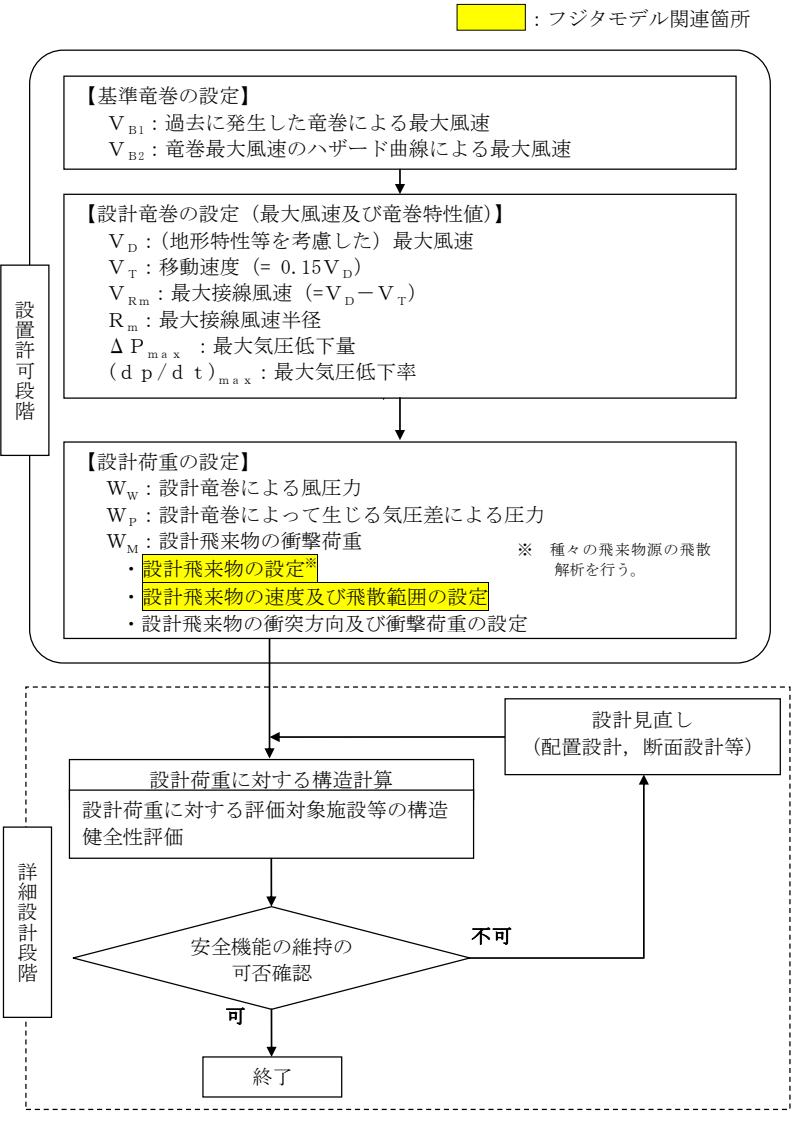 ：フジタモデル関連箇所
【基準竜巻の設定】
ＶB1：過去に発生した竜巻による最大風速
ＶB2：竜巻最大風速のハザード曲線による最大風速
【設計竜巻の設定（最大風速及び竜巻特性値）】
ＶD：（地形特性等を考慮した）最大風速
ＶT：移動速度（= 0.15ＶD）
ＶRm：最大接線風速（=ＶD－ＶT）
Ｒm：最大接線風速半径
ΔＰmax ：最大気圧低下量
(ｄｐ/ｄｔ)max：最大気圧低下率
設置許可段階
【設計荷重の設定】
ＷW：設計竜巻による風圧力
ＷP：設計竜巻によって生じる気圧差による圧力
ＷM：設計飛来物の衝撃荷重
・設計飛来物の設定※
・設計飛来物の速度及び飛散範囲の設定
・設計飛来物の衝突方向及び衝撃荷重の設定
※　種々の飛来物源の飛散
解析を行う。
設計見直し
（配置設計，断面設計等）
設計荷重に対する構造計算
設計荷重に対する評価対象施設等の構造
健全性評価
詳細設計段階
安全機能の維持の
可否確認
不可
可
終了